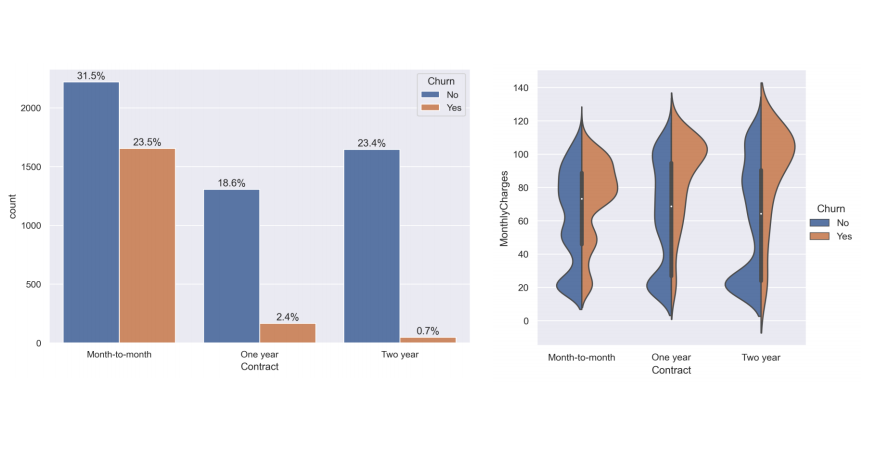 31.5%
23.5%
18.6%
2.4%
23.4%
0.7%
Churn
No
Yes
2000
1500
1000
500
0
count
Month-to-month
One year
Two year
Contract
140
120
100
80
60
40
20
0
MonthlyCharges
Month-to-month
One year
Two year
Contract
Churn
No
Yes